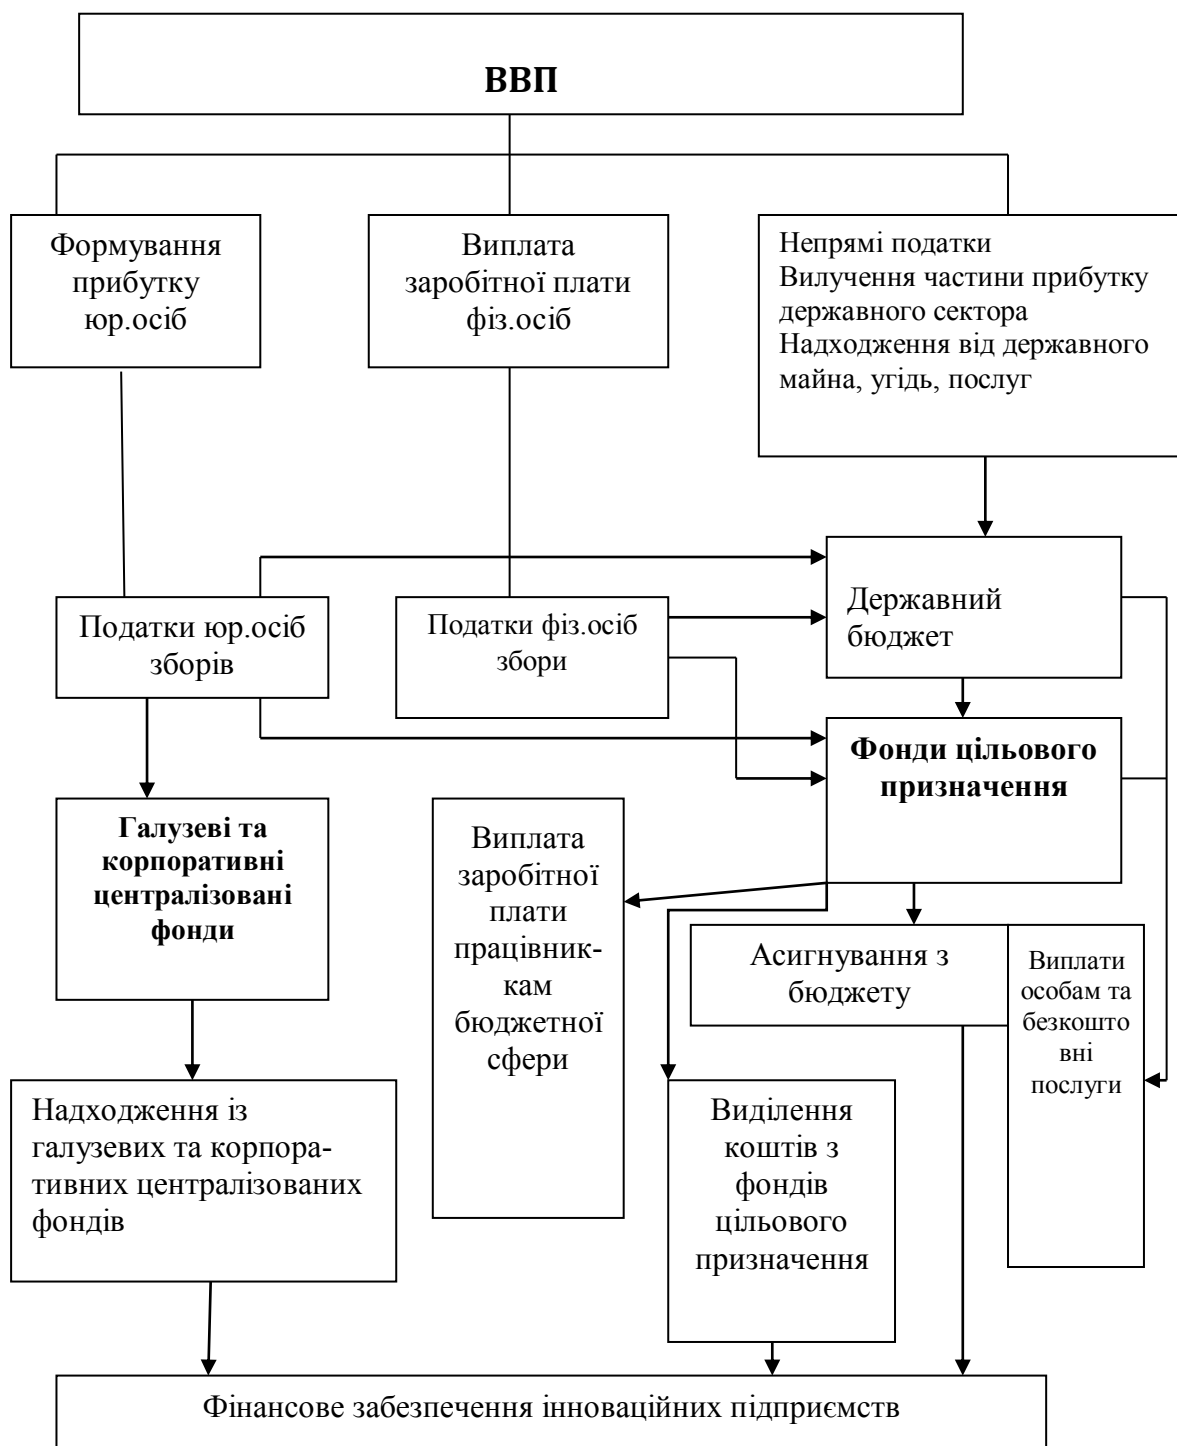 ВВП
Формування
прибутку
юр.осіб
Виплата
заробітної плати
фіз.осіб
Непрямі податки
Вилучення частини прибутку
державного сектора
Надходження від державного
майна, угідь, послуг
Державний
бюджет
Податки юр.осіб
зборів
Податки фіз.осіб
збори
Фонди цільового
призначення
Галузеві та
корпоративні
централізовані
фонди
Виплата
заробітної
плати
працівник-
кам
бюджетної
сфери
Асигнування з
бюджету
Виплати
особам та
безкошто
вні
послуги
Надходження із
галузевих та корпора-
тивних централізованих
фондів
Виділення
коштів з
фондів
цільового
призначення
Фінансове забезпечення інноваційних підприємств